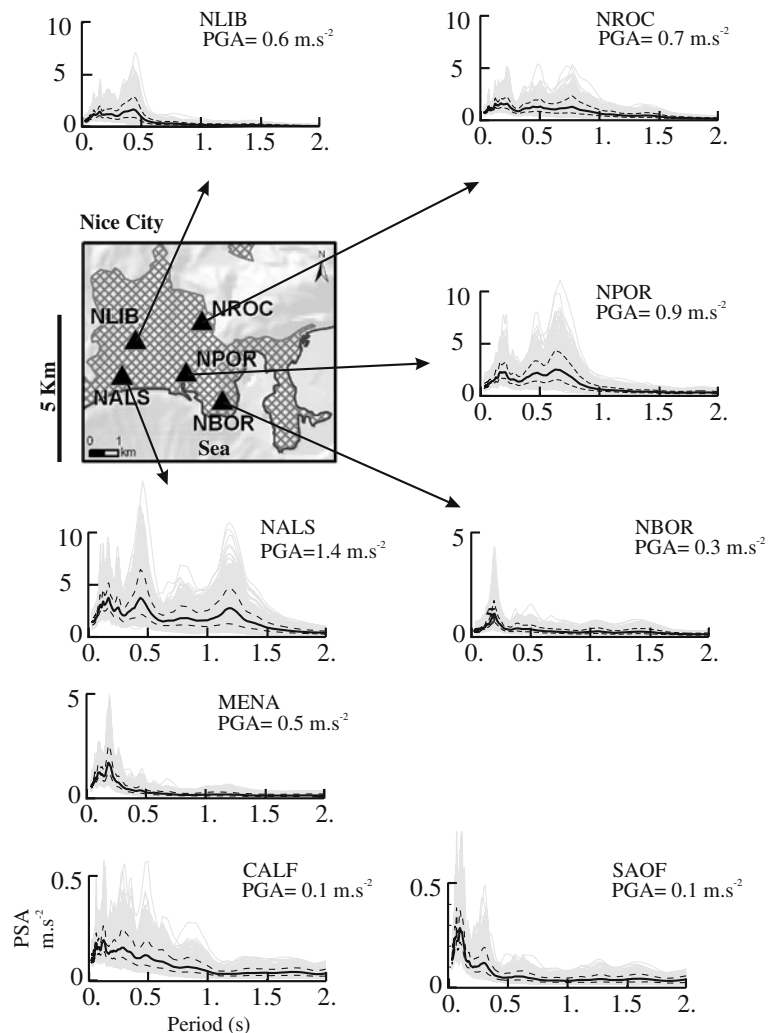 NLIB
PGA= 0.6 m.s-2
10
5
0
0. 0.5 1. 1.5 2.
NROC
PGA= 0.7 m.s-2
10
5
0
0. 0.5 1. 1.5 2.
Nice City
N
NLIB
NROC
NPOR
NALS
NBOR
Sea
0 1
km
5 Km
NPOR
PGA= 0.9 m.s-2
10
5
0
0. 0.5 1. 1.5 2.
NALS
PGA=1.4 m.s-2
10
5
0
0. 0.5 1. 1.5 2.
NBOR
PGA= 0.3 m.s-2
5
0
0. 0.5 1. 1.5 2.
MENA
PGA= 0.5 m.s-2
5
0
0. 0.5 1. 1.5 2.
CALF
PGA= 0.1 m.s-2
0.5
0
0. 0.5 1. 1.5 2.
PSA
m.s-2
Period (s)
SAOF
PGA= 0.1 m.s-2
0.5
0
0. 0.5 1. 1.5 2.